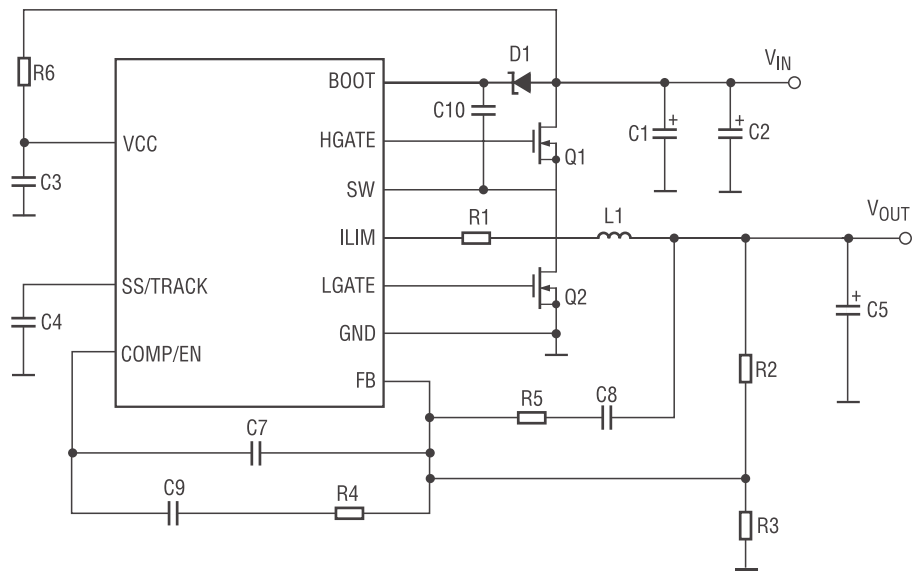 D1
V_IN
R6
BOOT
C10
C1
C2
VCC
HGATE
Q1
C3
SW
R1
L1
V_OUT
ILIM
SS/TRACK
LGATE
Q2
C4
C5
GND
COMP/EN
R2
FB
R5
C8
C7
C9
R4
R3